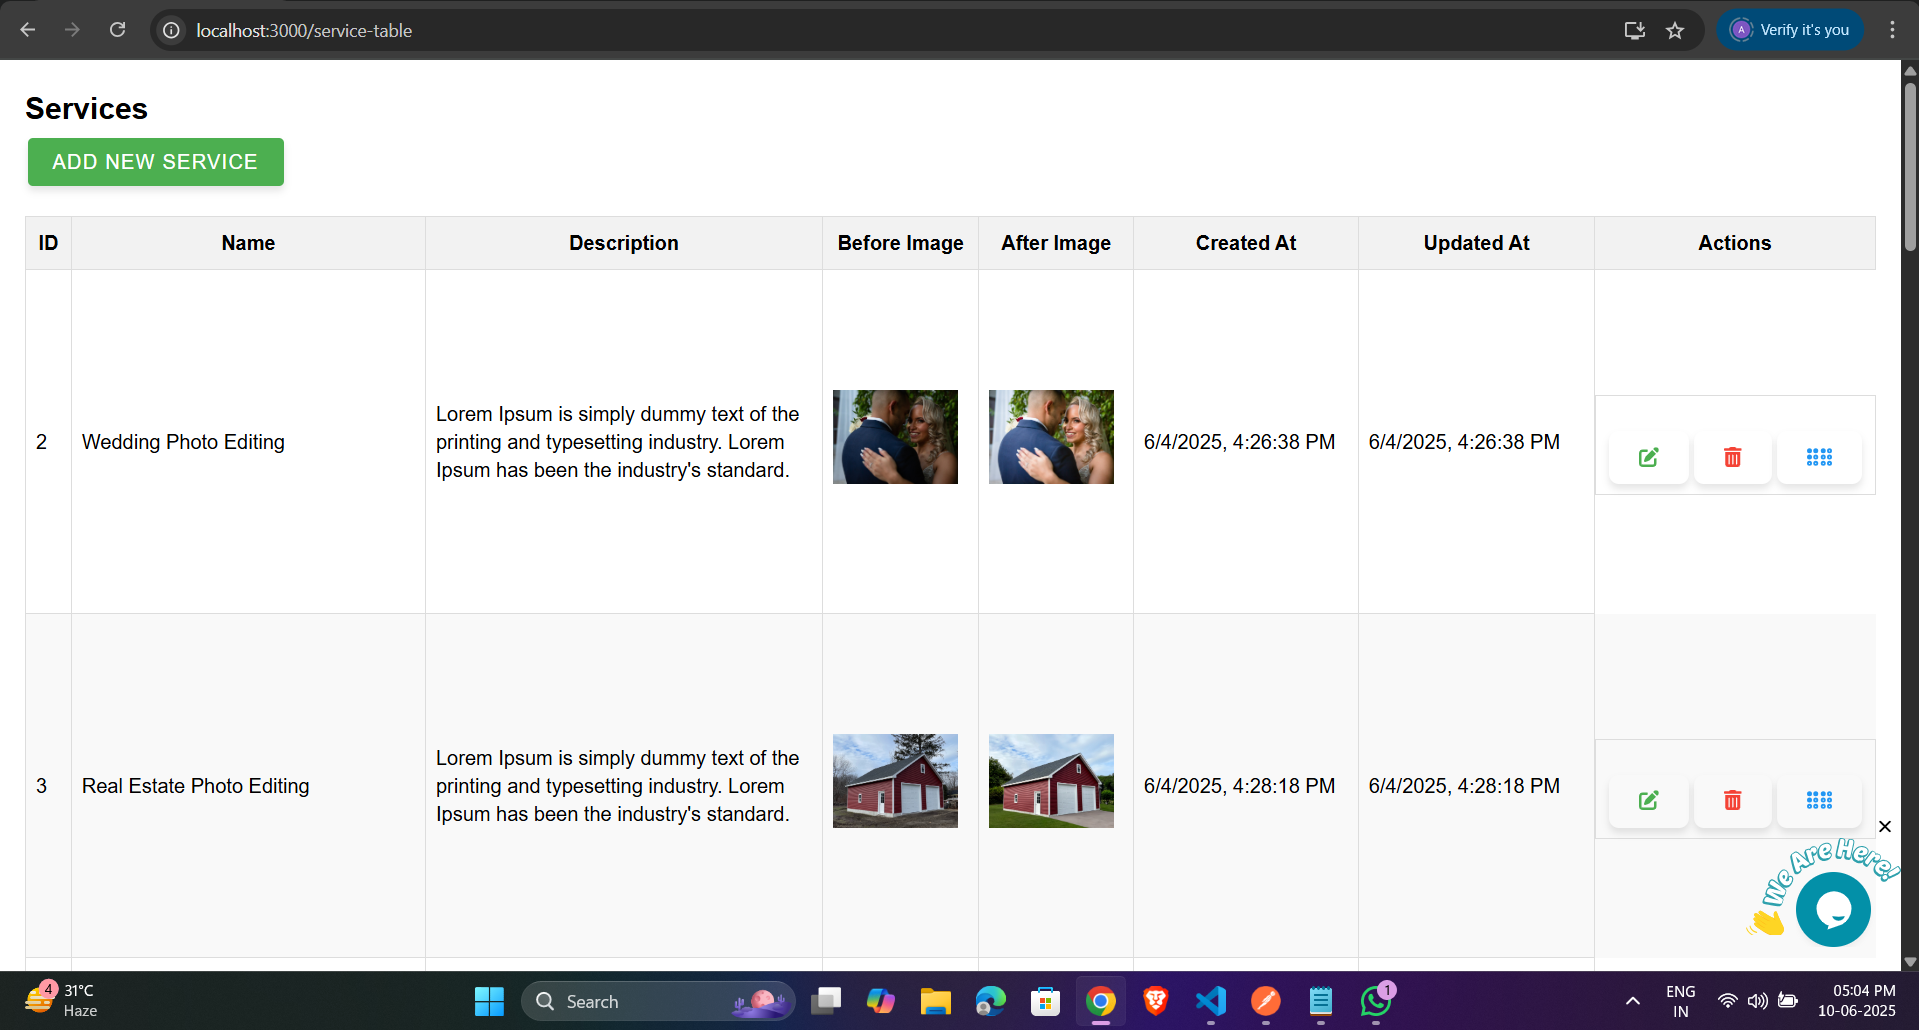 localhost:3000/service-table
Verify it's you
A
Services
ADD NEW SERVICE
ID Name Description Before Image After Image Created At Updated At Actions
2 Wedding Photo Editing
Lorem Ipsum is simply dummy text of the
printing and typesetting industry. Lorem
Ipsum has been the industry's standard.
6/4/2025, 4:26:38 PM 6/4/2025, 4:26:38 PM
3 Real Estate Photo Editing
Lorem Ipsum is simply dummy text of the
printing and typesetting industry. Lorem
Ipsum has been the industry's standard.
6/4/2025, 4:28:18 PM 6/4/2025, 4:28:18 PM
We Are Here!
4
31°C
Haze
Search
1
ENG
IN
05:04 PM
10-06-2025